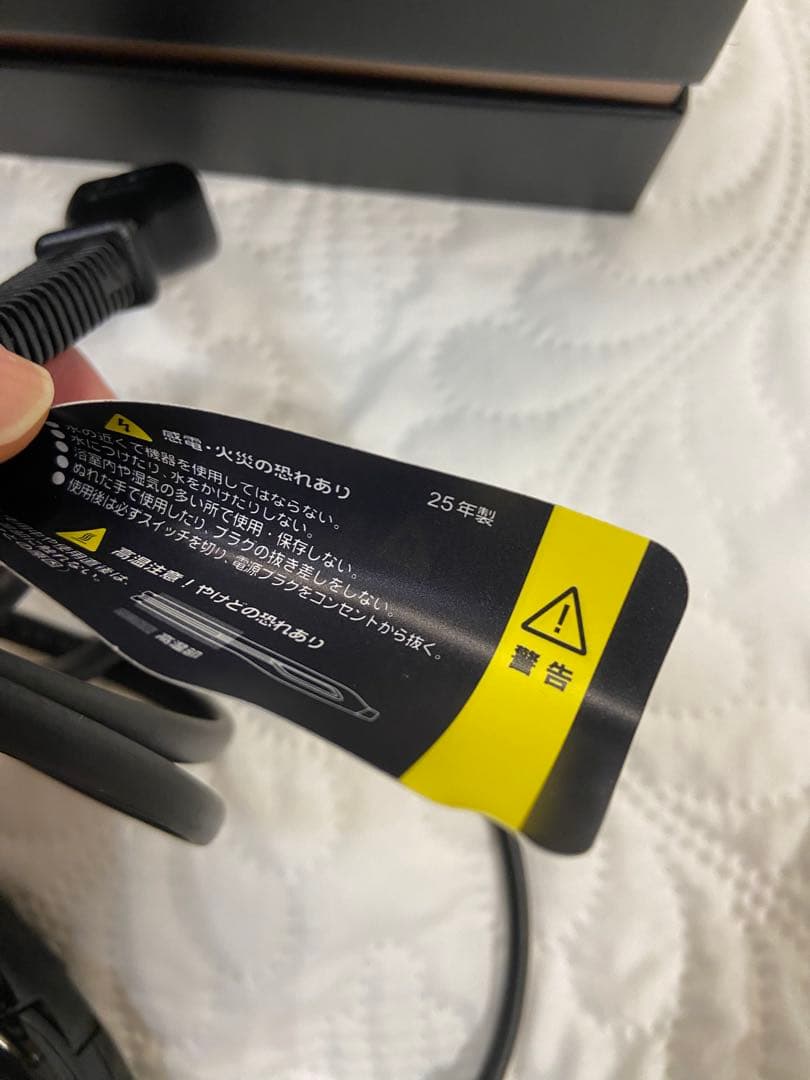 感電・火災の恐れあり
25年製
水の近くで機器を使用してはならない。
水につけたり、水をかけたりしない。
浴室内や湿気の多い所で使用・保存しない。
ぬれた手で使用したり、プラグの抜き差しをしない。
使用後は必ずスイッチを切り、電源プラグをコンセントから抜く。
高温注意！やけどの恐れあり
高温部
警告